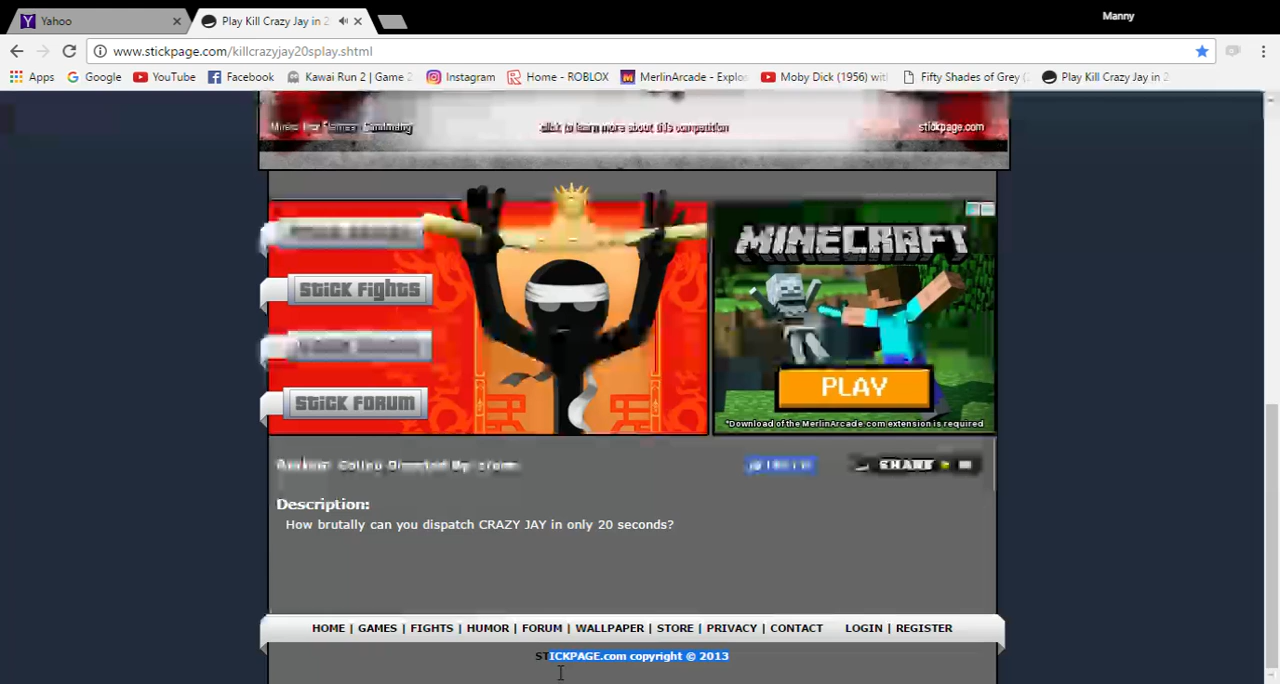 Yahoo
Play Kill Crazy Jay in 2
Manny
www.stickpage.com/killcrazyjay20splay.shtml
Apps
Google
YouTube
Facebook
Kawai Run 2 | Game 2
Instagram
Home - ROBLOX
MerlinArcade - Explos
Moby Dick (1956) wit
Fifty Shades of Grey (
Play Kill Crazy Jay in 2
click to learn more about this competition
stickpage.com
STICK FIGHTS
STICK FORUM
MINECRAFT
PLAY
*Download of the MerlinArcade.com extension is required
SHARE
Description:
How brutally can you dispatch CRAZY JAY in only 20 seconds?
HOME | GAMES | FIGHTS | HUMOR | FORUM | WALLPAPER | STORE | PRIVACY | CONTACT LOGIN | REGISTER
STICKPAGE.com copyright © 2013